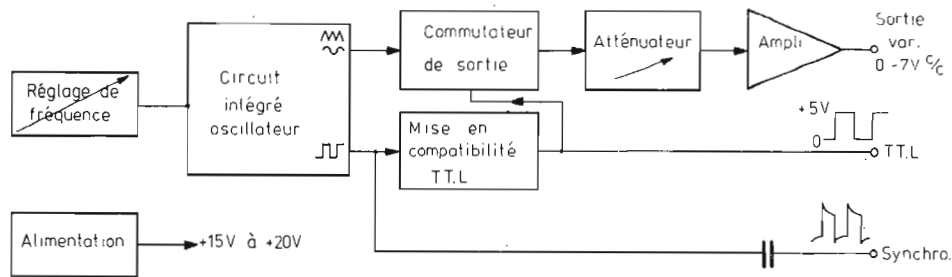 Réglage de
fréquence
Circuit
intégré
oscillateur
Commutateur
de sortie
Atténuateur
Ampli
Sortie
var.
0 -7V c/c
Mise en
compatibilité
TT.L
+5V
0
TT.L
Alimentation
+15V à +20V
Synchro.